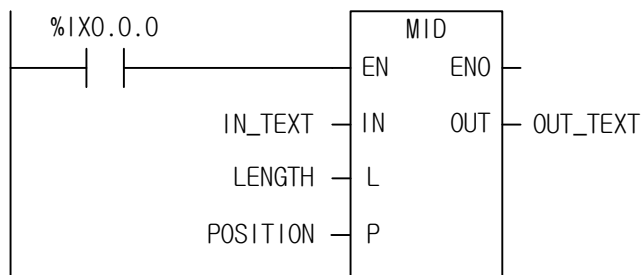 %IX0.0.0
MID
EN ENO
IN_TEXT IN OUT OUT_TEXT
LENGTH L
POSITION P